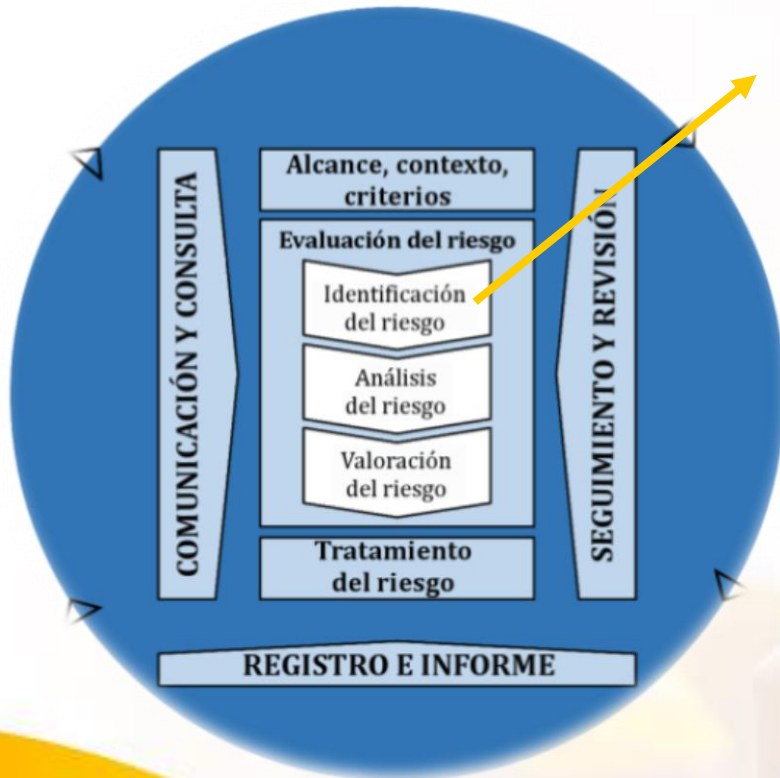 Alcance, contexto,
criterios
Evaluación del riesgo
Identificación
del riesgo
Análisis
del riesgo
Valoración
del riesgo
Tratamiento
del riesgo
COMUNICACIÓN Y CONSULTA
SEGUIMIENTO Y REVISIÓN
REGISTRO E INFORME